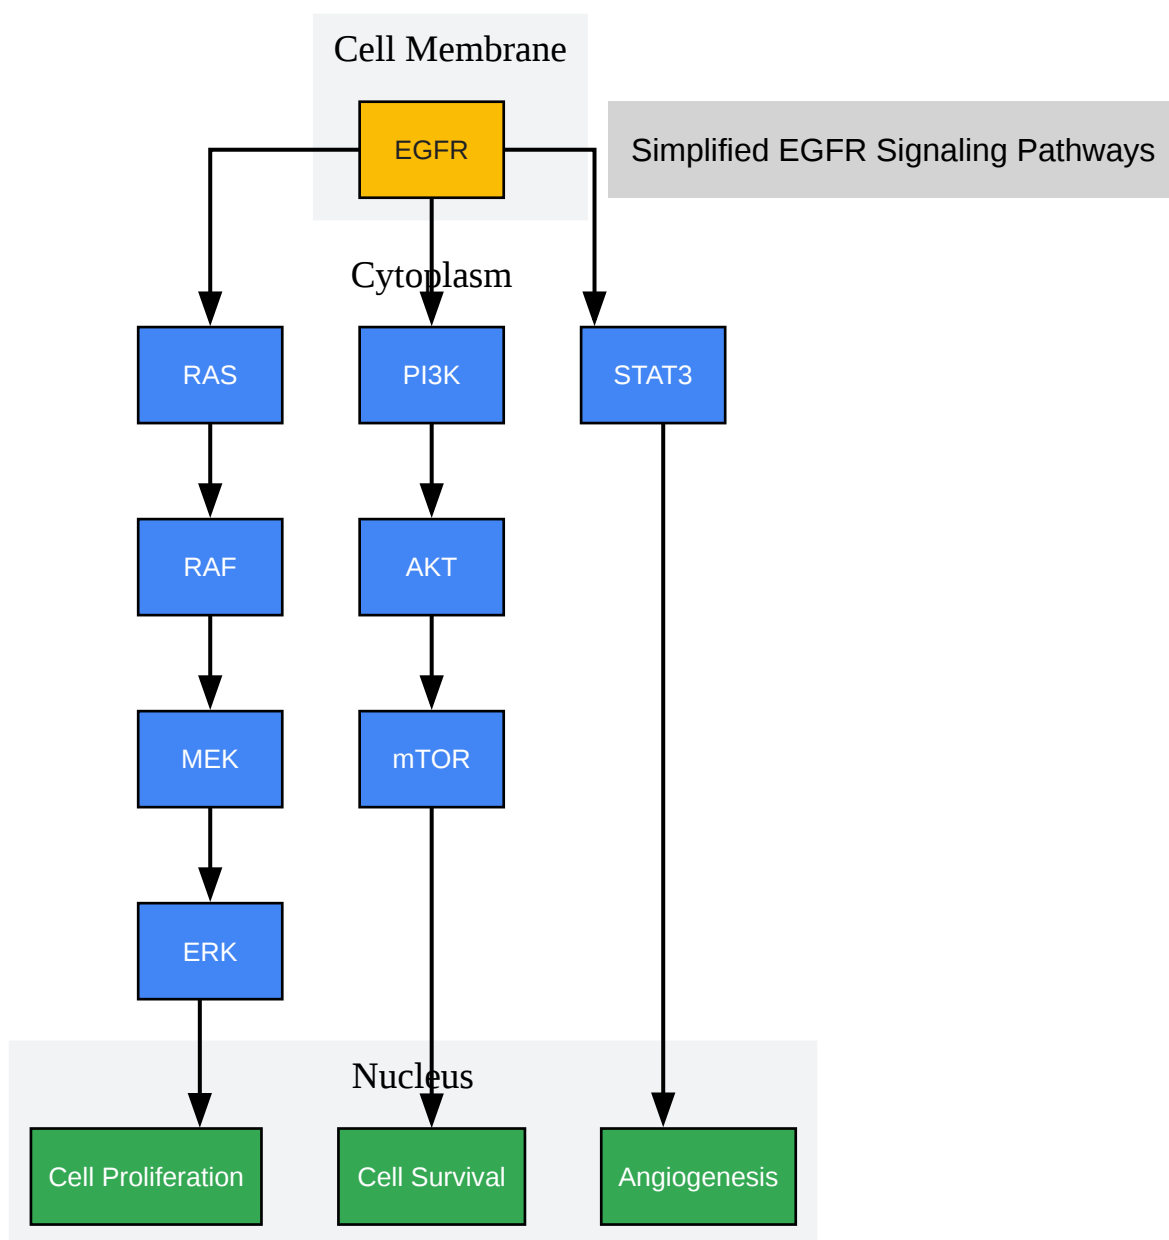 Cell Membrane
EGFR
Simplified EGFR Signaling Pathways
Cytoplasm
RAS
PI3K
STAT3
RAF
AKT
MEK
mTOR
ERK
Nucleus
Cell Proliferation
Cell Survival
Angiogenesis